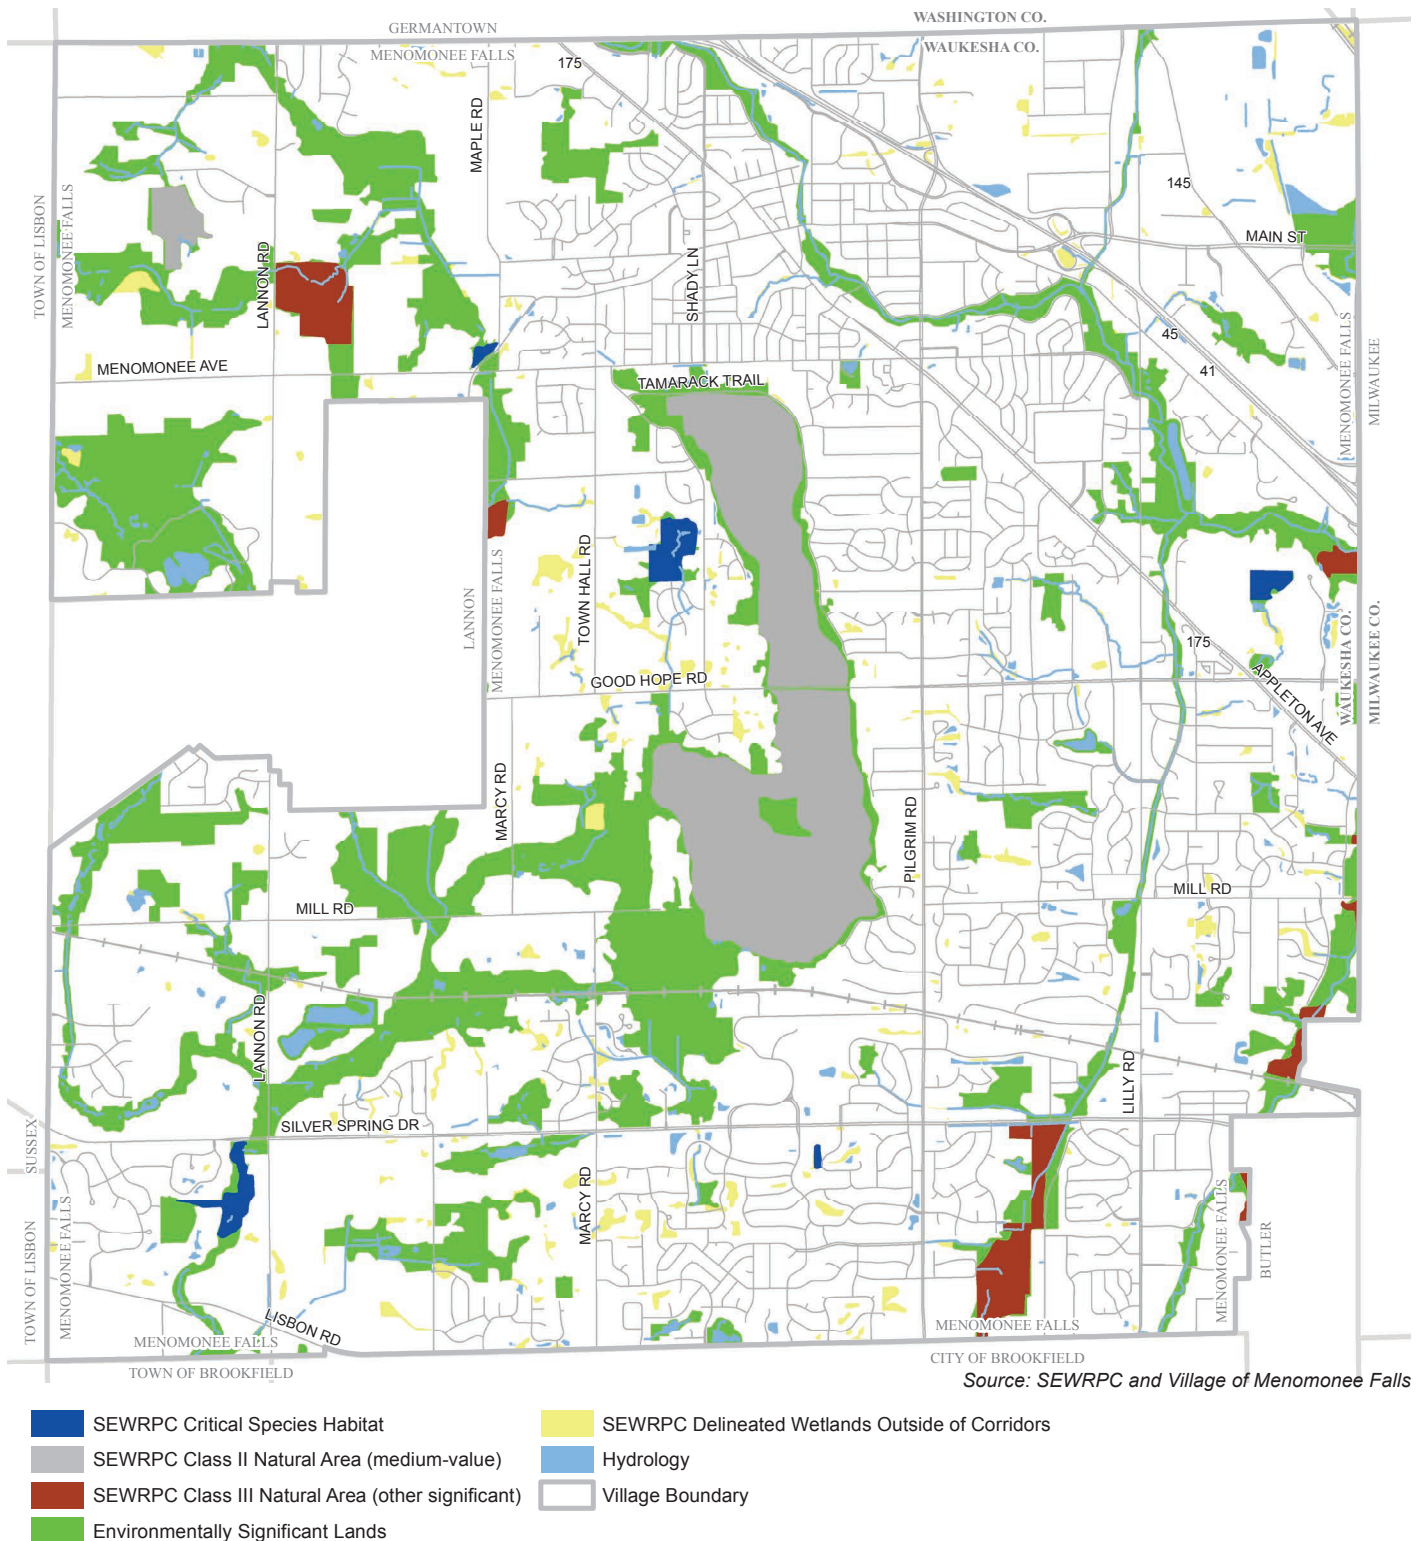 WASHINGTON CO.
GERMANTOWN
WAUKESHA CO.
MENOMONEE FALLS
175
MAPLE RD
145
TOWN OF LISBON
MENOMONEE FALLS
MAIN ST
LANNON RD
SHADY LN
45
MENOMONEE FALLS
MILWAUKEE
MENOMONEE AVE
41
TAMARACK TRAIL
TOWN HALL RD
LANNON
MENOMONEE FALLS
175
WAUKESHA CO.
MILWAUKEE CO.
GOOD HOPE RD
APPLETON AVE
MARCY RD
PILGRIM RD
MILL RD
MILL RD
LANNON RD
LILLY RD
SILVER SPRING DR
SUSSEX
MARCY RD
TOWN OF LISBON
MENOMONEE FALLS
MENOMONEE FALLS
BUTLER
LISBON RD
MENOMONEE FALLS
MENOMONEE FALLS
TOWN OF BROOKFIELD
CITY OF BROOKFIELD
Source: SEWRPC and Village of Menomonee Falls
SEWRPC Critical Species Habitat
SEWRPC Class II Natural Area (medium-value)
SEWRPC Class III Natural Area (other significant)
Environmentally Significant Lands
SEWRPC Delineated Wetlands Outside of Corridors
Hydrology
Village Boundary